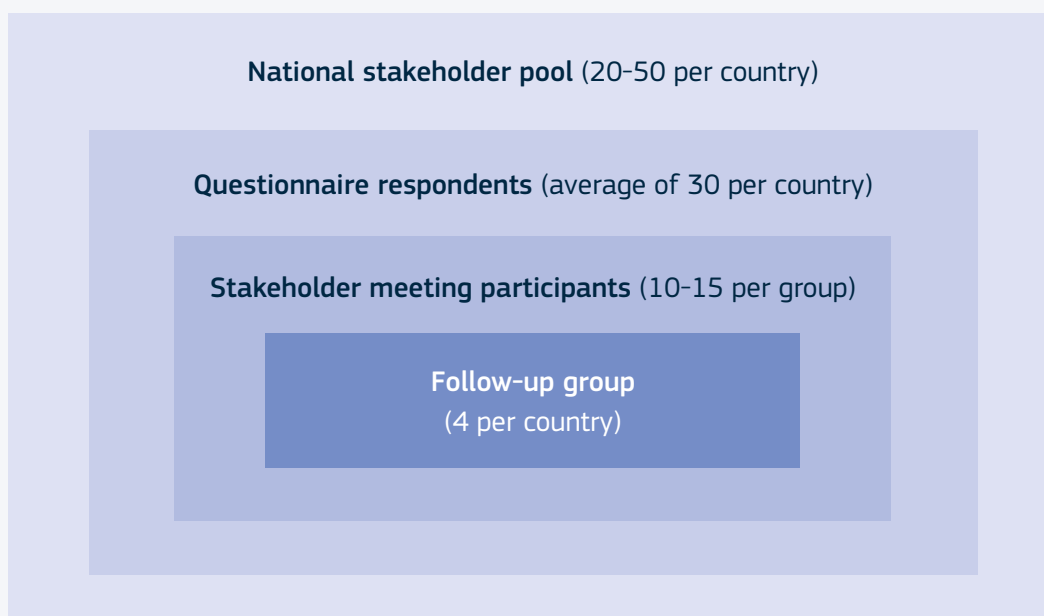 National stakeholder pool (20-50 per country)
Questionnaire respondents (average of 30 per country)
Stakeholder meeting participants (10-15 per group)
Follow-up group
(4 per country)